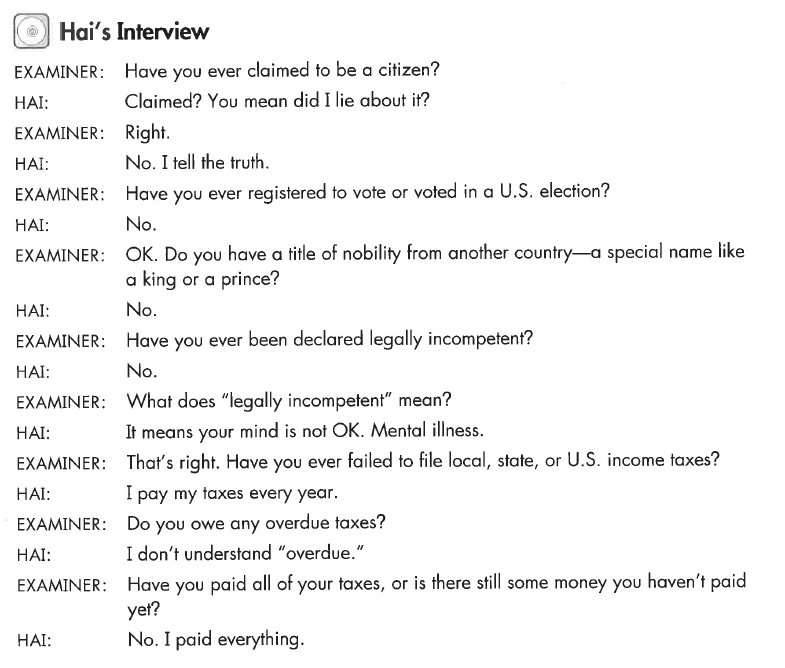 Hai's Interview
EXAMINER: Have you ever claimed to be a citizen?
HAI: Claimed? You mean did I lie about it?
EXAMINER: Right.
HAI: No. I tell the truth.
EXAMINER: Have you ever registered to vote or voted in a U.S. election?
HAI: No.
EXAMINER: OK. Do you have a title of nobility from another country—a special name like
a king or a prince?
HAI: No.
EXAMINER: Have you ever been declared legally incompetent?
HAI: No.
EXAMINER: What does "legally incompetent" mean?
HAI: It means your mind is not OK. Mental illness.
EXAMINER: That's right. Have you ever failed to file local, state, or U.S. income taxes?
HAI: I pay my taxes every year.
EXAMINER: Do you owe any overdue taxes?
HAI: I don't understand "overdue."
EXAMINER: Have you paid all of your taxes, or is there still some money you haven't paid
yet?
HAI: No. I paid everything.